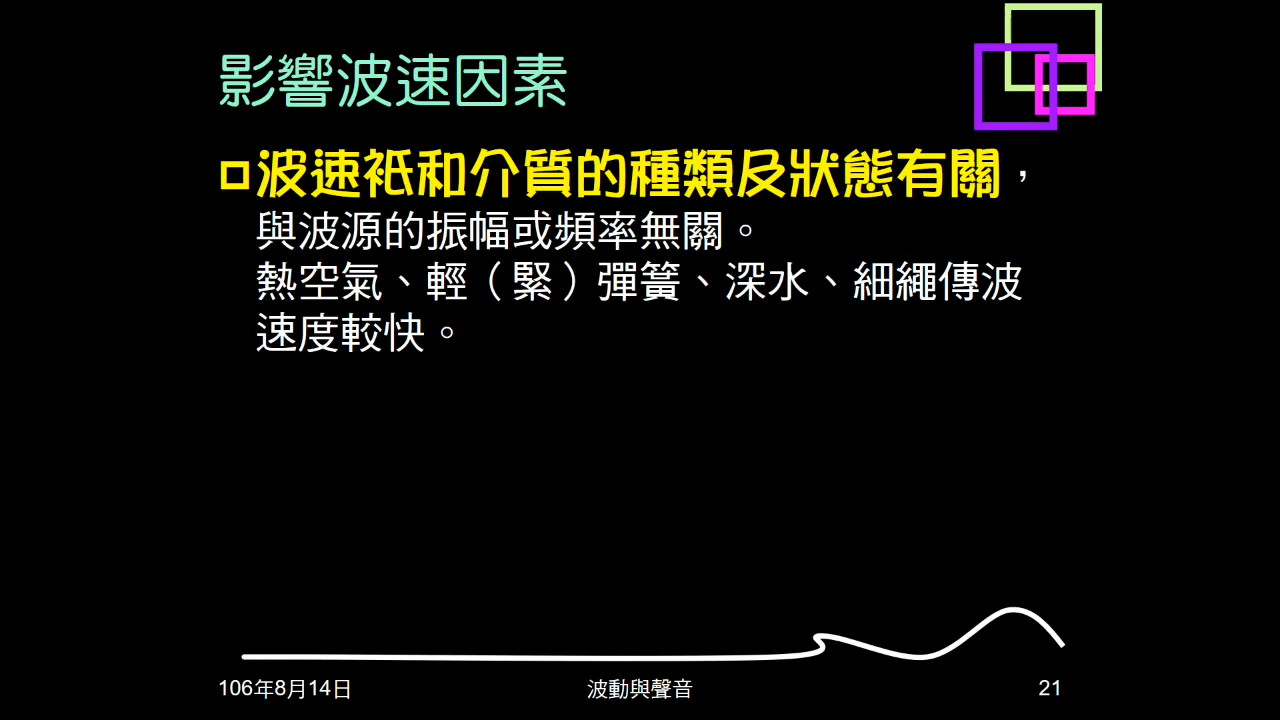 影響波速因素
波速祇和介質的種類及狀態有關，
與波源的振幅或頻率無關。
熱空氣、輕（緊）彈簧、深水、細繩傳波
速度較快。
106年8月14日
波動與聲音
21